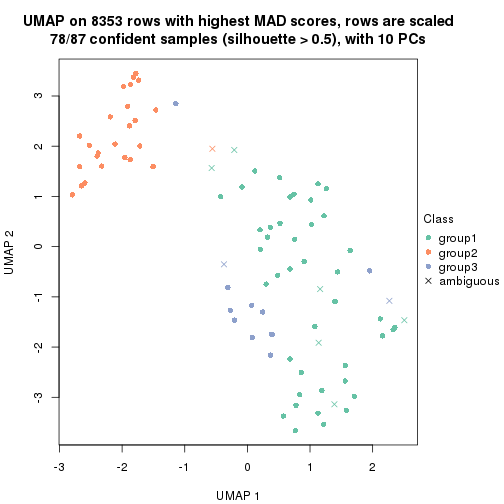 UMAP on 8353 rows with highest MAD scores, rows are scaled
78/87 confident samples (silhouette > 0.5), with 10 PCs
3
2
1
0
-1
-2
-3
UMAP 2
-3
-2
-1
0
1
2
UMAP 1
Class
group1
group2
group3
ambiguous